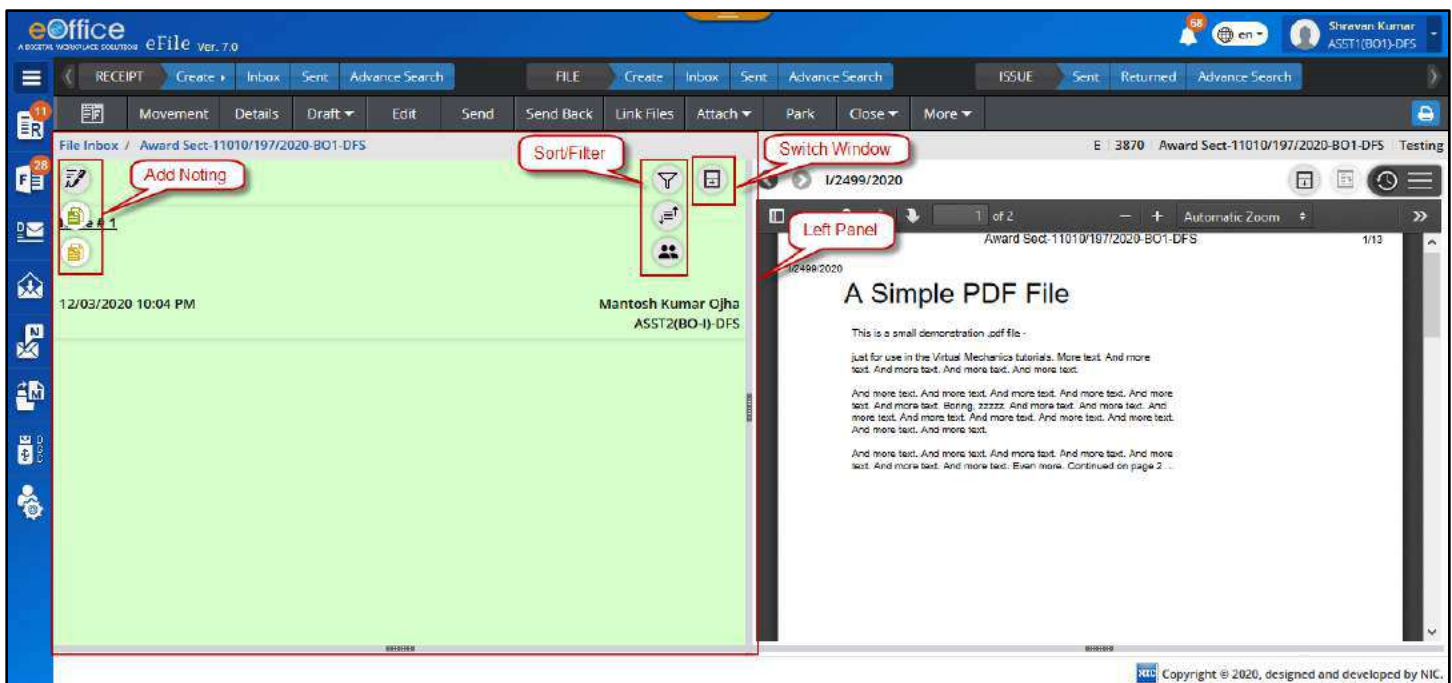 eOffice
A DIGITAL WORKPLACE SOLUTION eFile Ver. 7.0
68
en
Shravan Kumar
ASST1(BO1)-DFS
RECEIPT Create Inbox Sent Advance Search FILE Create Inbox Sent Advance Search ISSUE Sent Returned Advance Search
11
R
Movement Details Draft Edit Send Send Back Link Files Attach Park Close More
File Inbox / Award Sect-11010/197/2020-BO1-DFS
E 3870 Award Sect-11010/197/2020-BO1-DFS Testing
28
F
Add Noting
Sort/Filter
Switch Window
I/2499/2020
# 1
Left Panel
1 of 2 — + Automatic Zoom
D
Award Sect-11010/197/2020-BO1-DFS 1/13
I/2499/2020
A Simple PDF File
12/03/2020 10:04 PM
Mantosh Kumar Ojha
ASST2(BO-I)-DFS
N
This is a small demonstration .pdf file -
just for use in the Virtual Mechanics tutorials. More text. And more
text. And more text. And more text. And more text.
M
And more text. And more text. And more text. And more text. And more
text. And more text. Boring, zzzzz. And more text. And more text. And
more text. And more text. And more text. And more text. And more text.
And more text. And more text.
D
S
C
And more text. And more text. And more text. And more text. And more
text. And more text. And more text. Even more. Continued on page 2 ...
NIC Copyright © 2020, designed and developed by NIC.